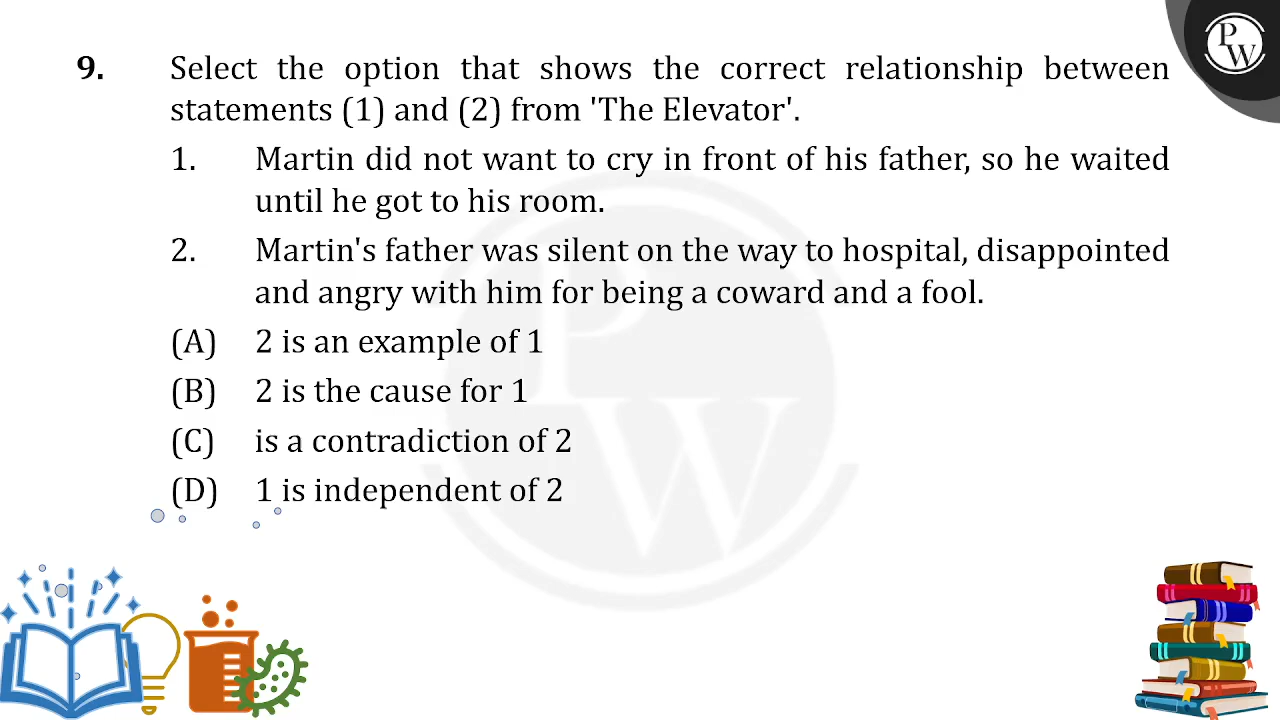 P
W
9. Select the option that shows the correct relationship between
statements (1) and (2) from 'The Elevator'.
1. Martin did not want to cry in front of his father, so he waited
until he got to his room.
2. Martin's father was silent on the way to hospital, disappointed
and angry with him for being a coward and a fool.
(A) 2 is an example of 1
(B) 2 is the cause for 1
(C) is a contradiction of 2
(D) 1 is independent of 2